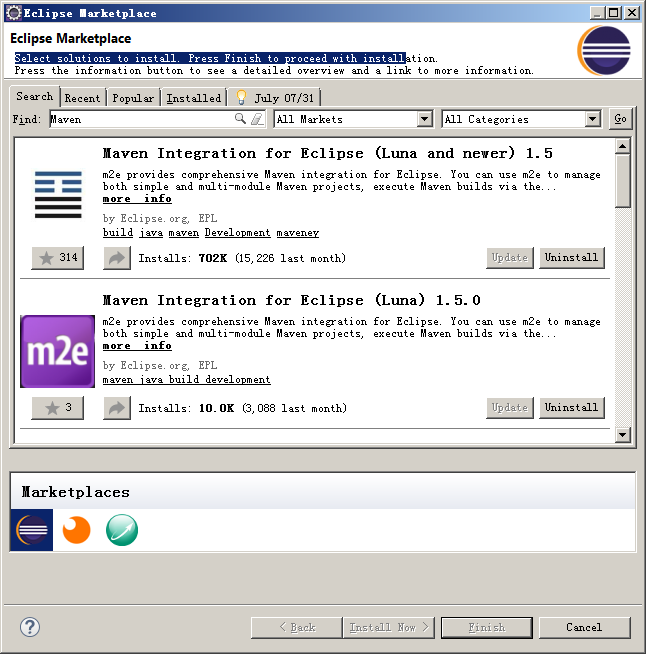 Eclipse Marketplace
Eclipse Marketplace
Select solutions to install. Press Finish to proceed with installation.
Press the information button to see a detailed overview and a link to more information.
Search Recent Popular Installed July 07/31
Find: Maven All Markets All Categories Go
Maven Integration for Eclipse (Luna and newer) 1.5
m2e provides comprehensive Maven integration for Eclipse. You can use m2e to manage
both simple and multi-module Maven projects, execute Maven builds via the...
more info
by Eclipse.org, EPL
build java maven Development maveney
314 Installs: 702K (15,226 last month) Update Uninstall
Maven Integration for Eclipse (Luna) 1.5.0
m2e
m2e provides comprehensive Maven integration for Eclipse. You can use m2e to manage
both simple and multi-module Maven projects, execute Maven builds via the...
more info
by Eclipse.org, EPL
maven java build development
3 Installs: 10.0K (3,088 last month) Update Uninstall
Marketplaces
? < Back Install Now > Finish Cancel